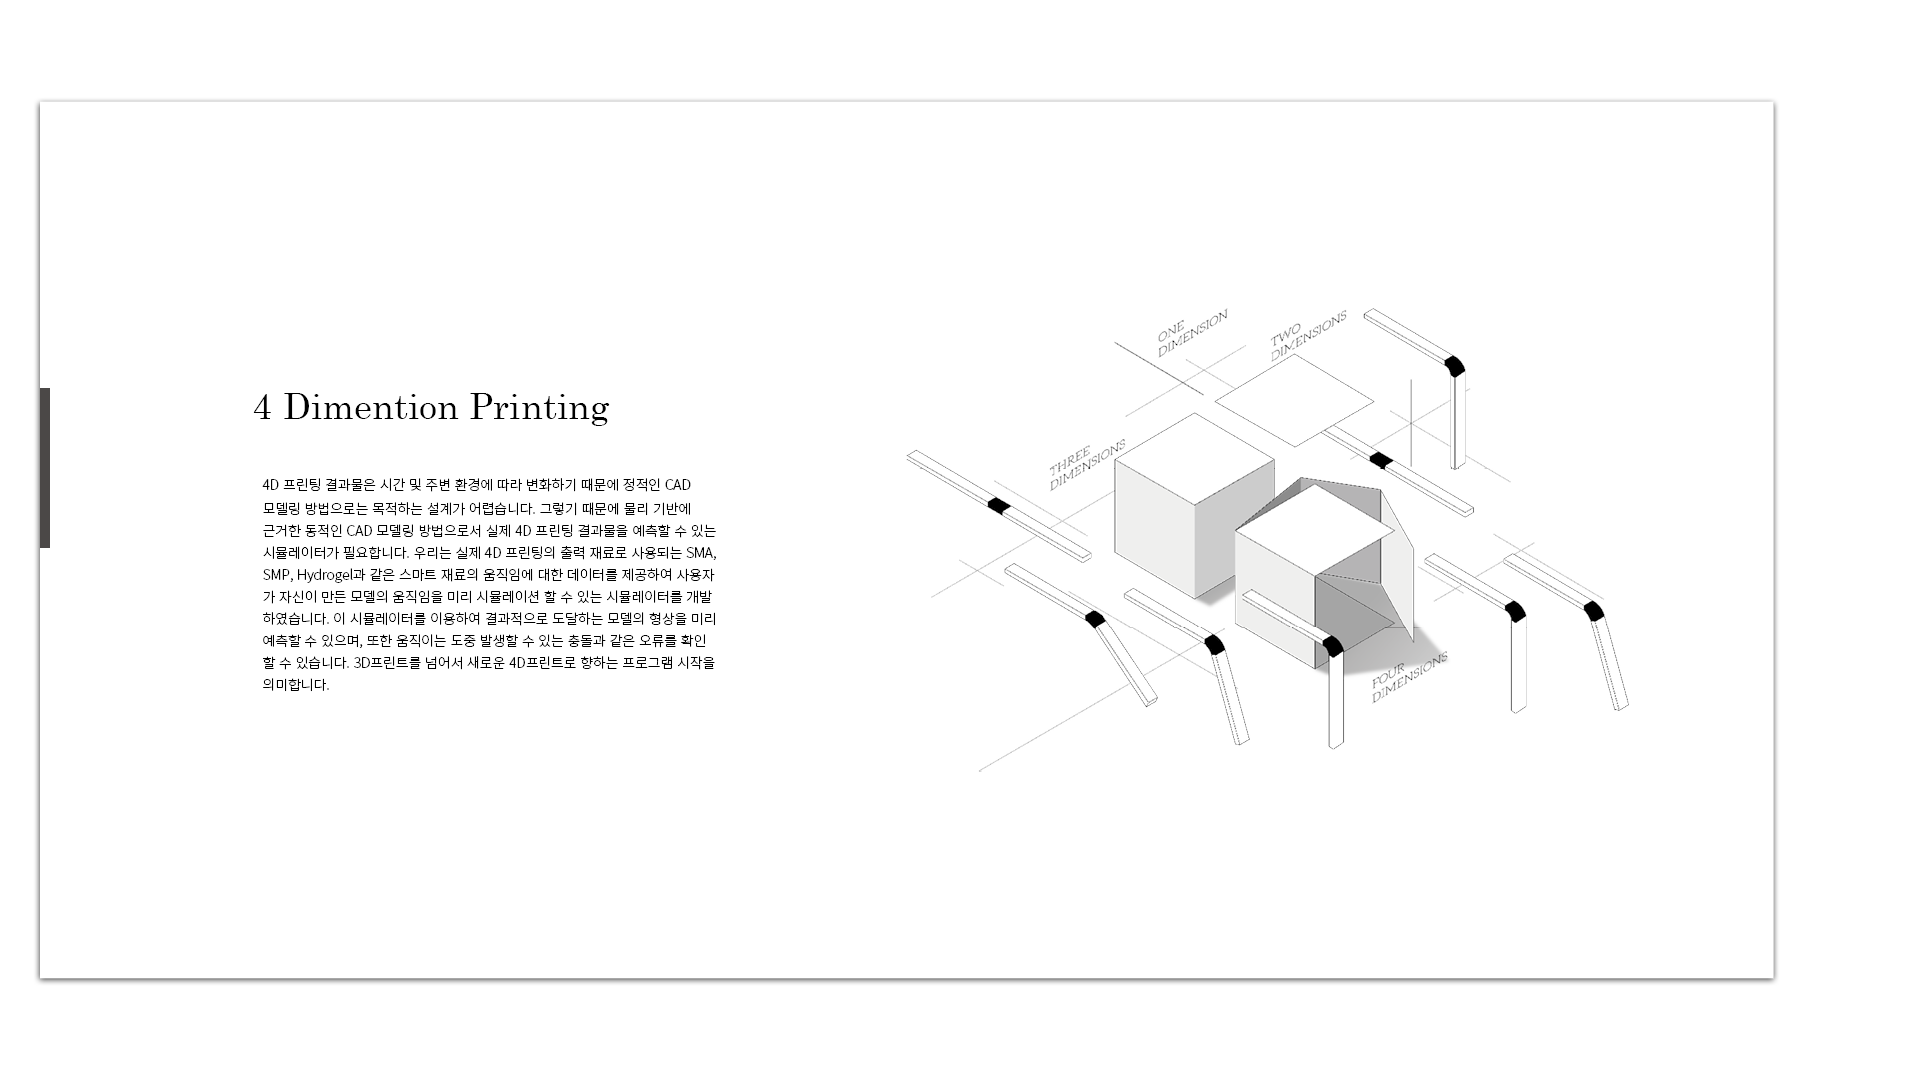 4 Dimention Printing
4D 프린팅 결과물은 시간 및 주변 환경에 따라 변화하기 때문에 정적인 CAD
모델링 방법으로는 목적하는 설계가 어렵습니다. 그렇기 때문에 물리 기반에
근거한 동적인 CAD 모델링 방법으로서 실제 4D 프린팅 결과물을 예측할 수 있는
시뮬레이터가 필요합니다. 우리는 실제 4D 프린팅의 출력 재료로 사용되는 SMA,
SMP, Hydrogel과 같은 스마트 재료의 움직임에 대한 데이터를 제공하여 사용자
가 자신이 만든 모델의 움직임을 미리 시뮬레이션 할 수 있는 시뮬레이터를 개발
하였습니다. 이 시뮬레이터를 이용하여 결과적으로 도달하는 모델의 형상을 미리
예측할 수 있으며, 또한 움직이는 도중 발생할 수 있는 충돌과 같은 오류를 확인
할 수 있습니다. 3D프린트를 넘어서 새로운 4D프린트로 향하는 프로그램 시작을
의미합니다.
ONE
DIMENSION
TWO
DIMENSIONS
THREE
DIMENSIONS
FOUR
DIMENSIONS